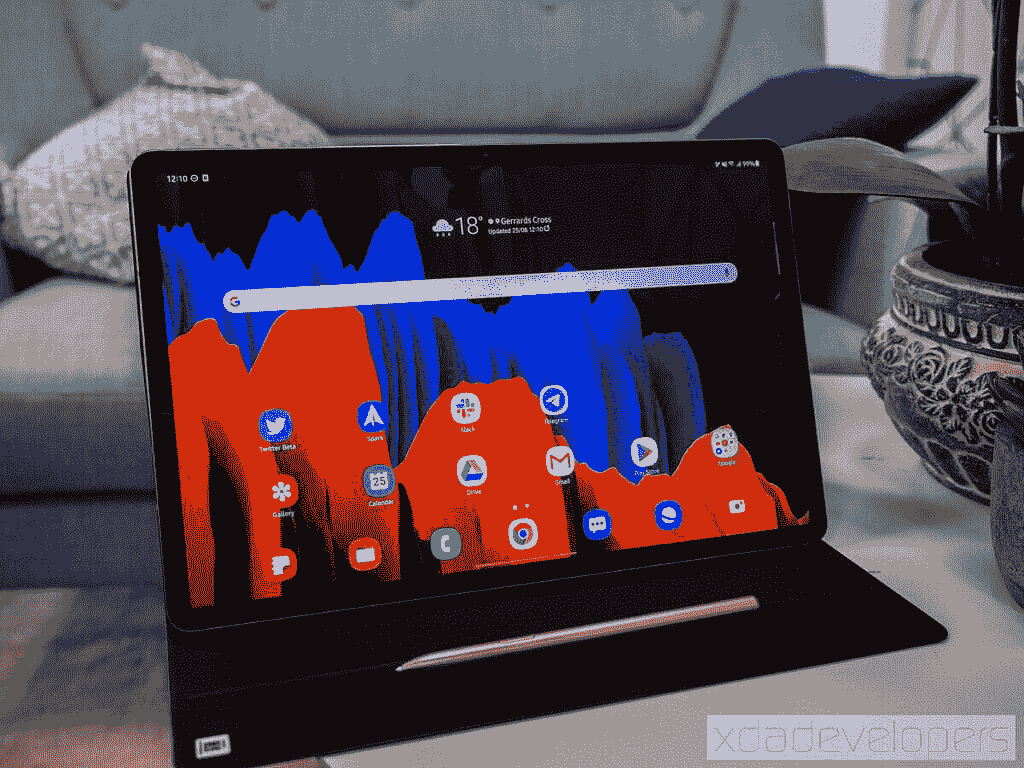 12:10
99%
18°
Gerrards Cross
Updated 25/08 12:10
G
Twitter Beta
Spark
Slack
Telegram
Gallery
25
Calendar
Drive
Gmail
Play Store
Google
xdadevelopers